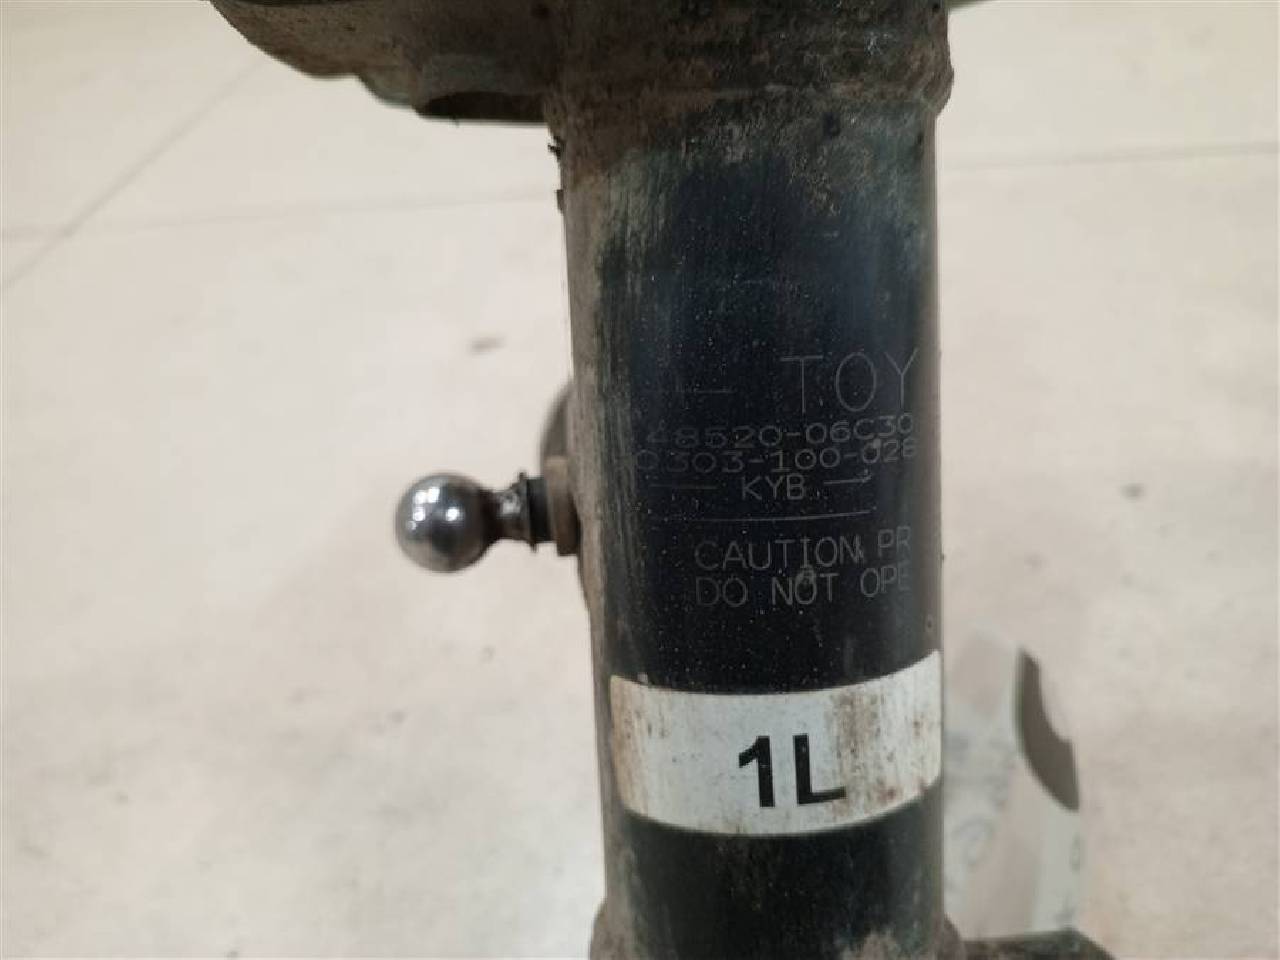 TOY
48520-06C30
0303-100-028
KYB
CAUTION PR
DO NOT OPE
1L